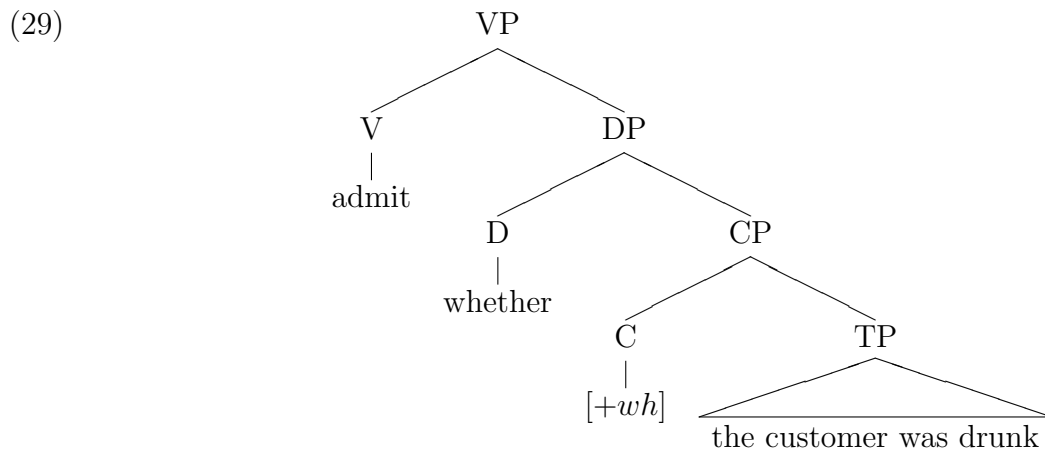 (29) VP
V DP
admit D CP
whether C TP
[+wh] the customer was drunk